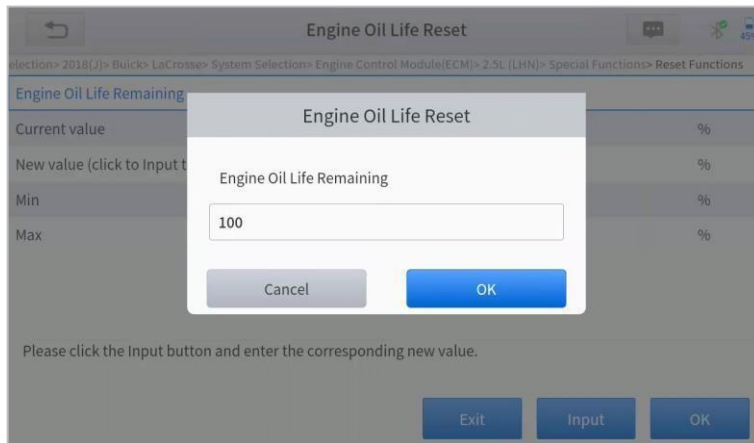 Engine Oil Life Reset
45%
election> 2018(J)> Buick> LaCrosse> System Selection> Engine Control Module(ECM)> 2.5L (LHN)> Special Functions> Reset Functions
Engine Oil Life Remaining
Current value %
New value (click to Input t %
Min %
Max %
Engine Oil Life Reset
Engine Oil Life Remaining
100
Cancel OK
Please click the Input button and enter the corresponding new value.
Exit Input OK